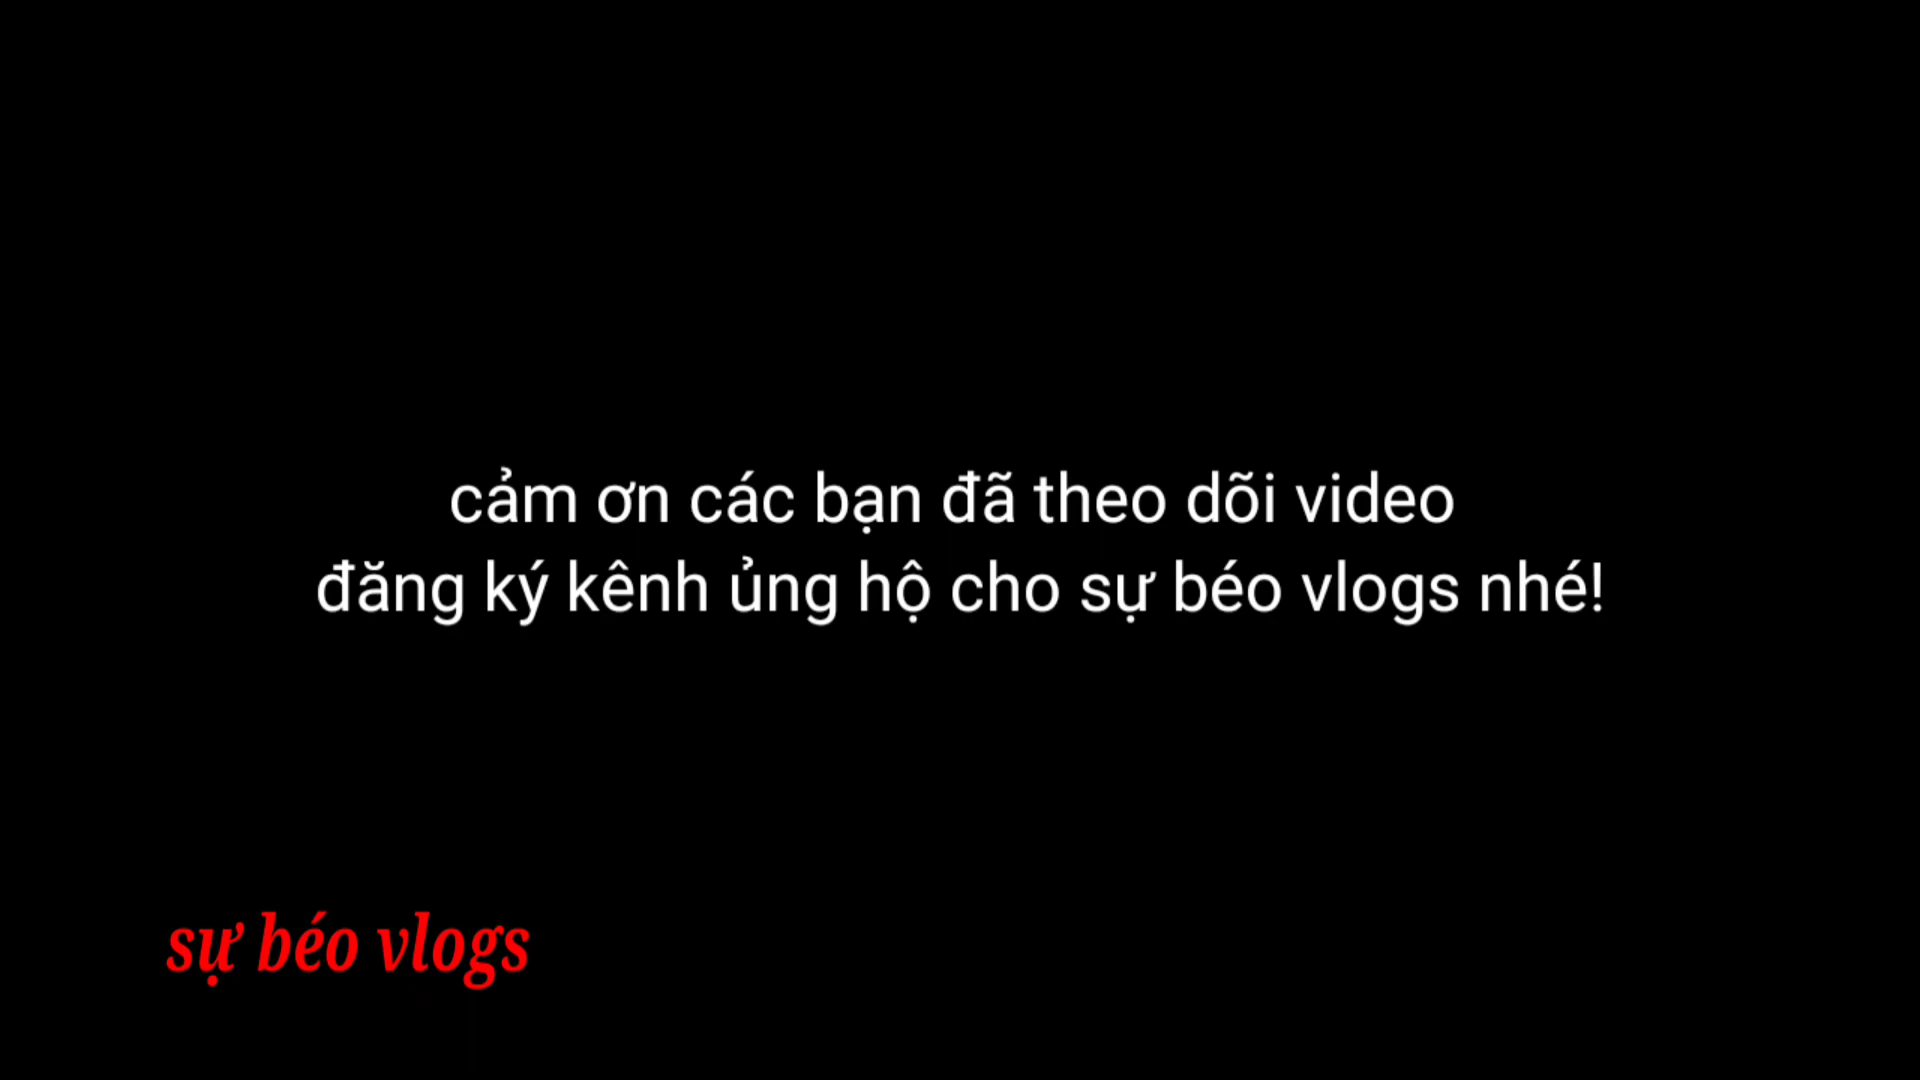 cảm ơn các bạn đã theo dõi video
đăng ký kênh ủng hộ cho sự béo vlogs nhé!
sự béo vlogs